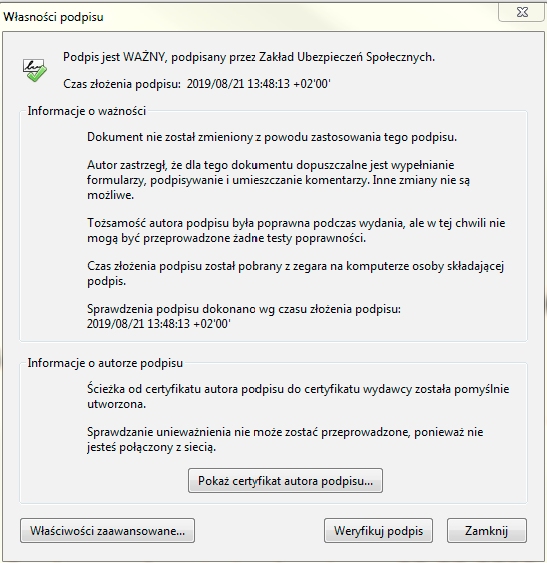 Własności podpisu
Podpis jest WAŻNY, podpisany przez Zakład Ubezpieczeń Społecznych.
Czas złożenia podpisu: 2019/08/21 13:48:13 +02'00'
Informacje o ważności
Dokument nie został zmieniony z powodu zastosowania tego podpisu.
Autor zastrzegł, że dla tego dokumentu dopuszczalne jest wypełnianie
formularzy, podpisywanie i umieszczanie komentarzy. Inne zmiany nie są
możliwe.
Tożsamość autora podpisu była poprawna podczas wydania, ale w tej chwili nie
mogą być przeprowadzone żadne testy poprawności.
Czas złożenia podpisu został pobrany z zegara na komputerze osoby składającej
podpis.
Sprawdzenia podpisu dokonano wg czasu złożenia podpisu:
2019/08/21 13:48:13 +02'00'
Informacje o autorze podpisu
Ścieżka od certyfikatu autora podpisu do certyfikatu wydawcy została pomyślnie
utworzona.
Sprawdzanie unieważnienia nie może zostać przeprowadzone, ponieważ nie
jesteś połączony z siecią.
Pokaż certyfikat autora podpisu...
Właściwości zaawansowane...
Weryfikuj podpis
Zamknij